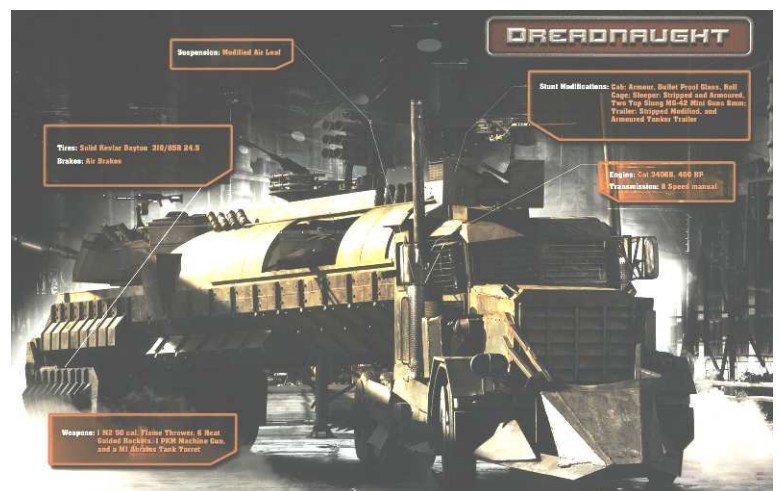 DREADNAUGHT
Suspension: Modified Air Leaf
Stunt Modifications: Cab: Armour, Bullet Proof Glass, Roll
Cage; Sleeper: Stripped and Armoured,
Two Top Slung MG-42 Mini Guns 8mm;
Trailer: Stripped Modified, and
Armoured Tanker Trailer
Tires: Solid Kevlar Dayton 310/85R 24.5
Brakes: Air Brakes
Engine: Cat 3406B, 400 HP
Transmission: 8 Speed manual
Weapons: 1 M2 50 cal, Flame Thrower, 6 Heat
Guided Rockets, 1 PKM Machine Gun,
and a M1 Abrams Tank Turret